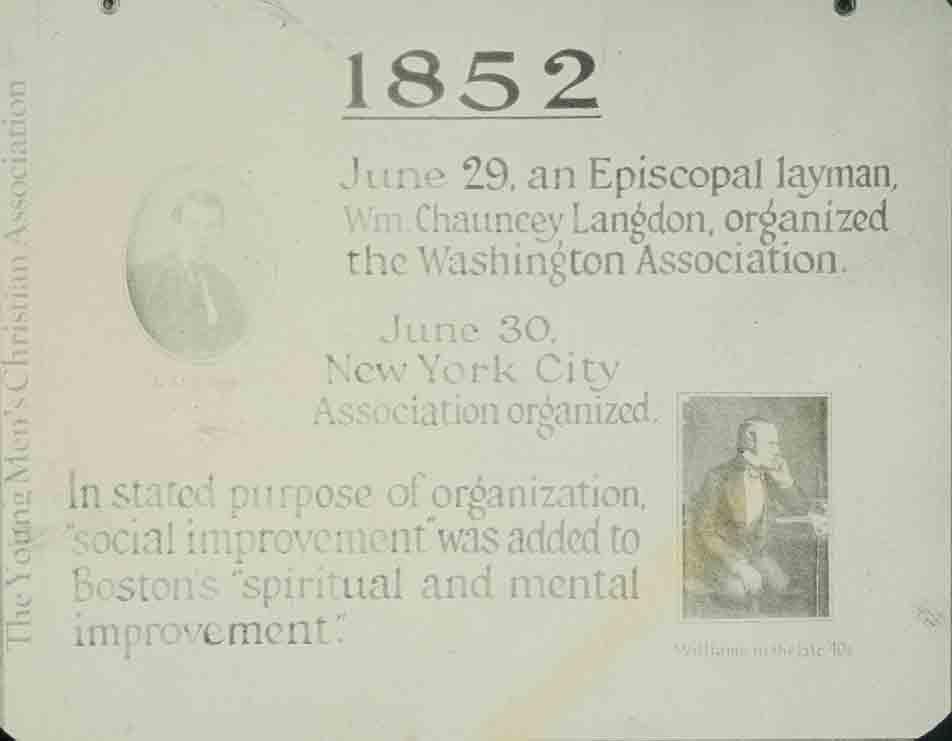 The Young Men's Christian Association
1852
June 29, an Episcopal layman,
Wm. Chauncey Langdon, organized
the Washington Association.
June 30,
New York City
Association organized.
In stated purpose of organization,
"social improvement" was added to
Boston's "spiritual and mental
improvement."
Williams in the late '40s